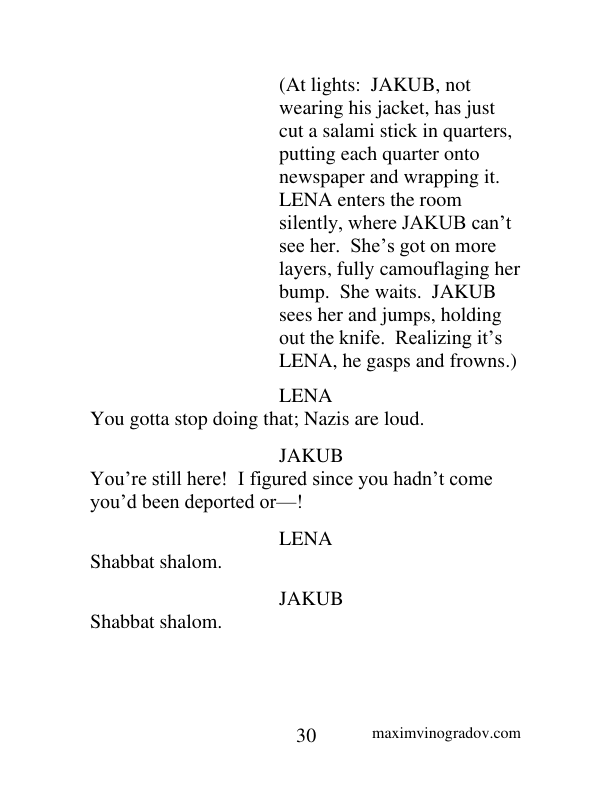 (At lights:  JAKUB, not
wearing his jacket, has just
cut a salami stick in quarters,
putting each quarter onto
newspaper and wrapping it.
LENA enters the room
silently, where JAKUB can’t
see her.  She’s got on more
layers, fully camouflaging her
bump.  She waits.  JAKUB
sees her and jumps, holding
out the knife.  Realizing it’s
LENA, he gasps and frowns.)
LENA
You gotta stop doing that; Nazis are loud.
JAKUB
You’re still here!  I figured since you hadn’t come
you’d been deported or—!
LENA
Shabbat shalom.
JAKUB
Shabbat shalom.
30 maximvinogradov.com